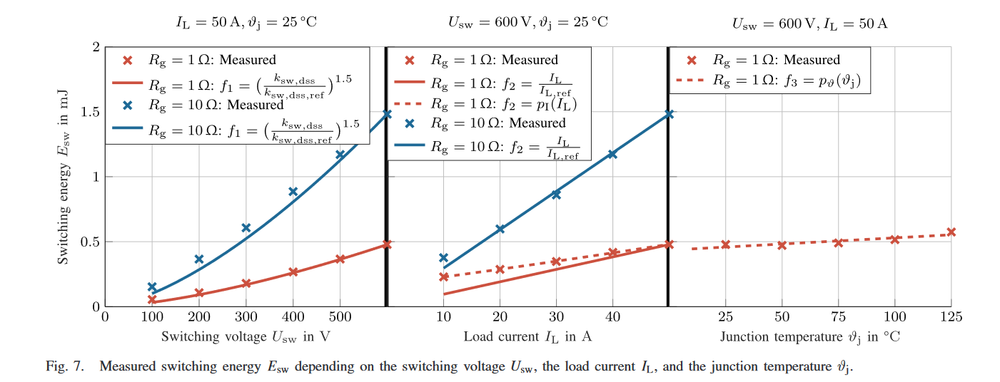 I_L = 50 A, ϑ_j = 25 °C
U_sw = 600 V, ϑ_j = 25 °C
U_sw = 600 V, I_L = 50 A
Switching energy E_sw in mJ
2
1.5
1
0.5
0
R_g = 1 Ω: Measured
R_g = 1 Ω: f_1 = (k_sw,dss / k_sw,dss,ref)^1.5
R_g = 10 Ω: Measured
R_g = 10 Ω: f_1 = (k_sw,dss / k_sw,dss,ref)^1.5
R_g = 1 Ω: Measured
R_g = 1 Ω: f_2 = I_L / I_L,ref
R_g = 1 Ω: f_2 = p_I(I_L)
R_g = 10 Ω: Measured
R_g = 10 Ω: f_2 = I_L / I_L,ref
R_g = 1 Ω: Measured
R_g = 1 Ω: f_3 = p_ϑ(ϑ_j)
0 100 200 300 400 500
10 20 30 40
25 50 75 100 125
Switching voltage U_sw in V
Load current I_L in A
Junction temperature ϑ_j in °C
Fig. 7. Measured switching energy E_sw depending on the switching voltage U_sw, the load current I_L, and the junction temperature ϑ_j.